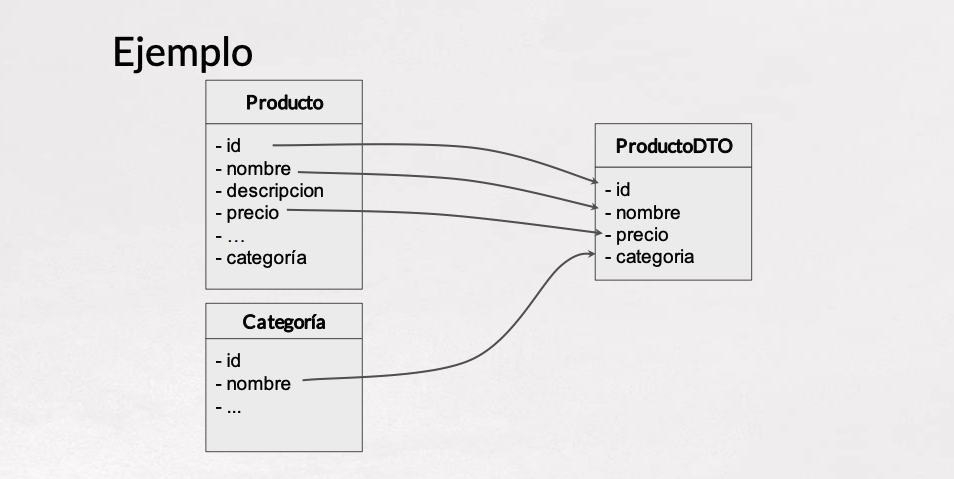 Ejemplo
Producto
- id
- nombre
- descripcion
- precio
- ...
- categoría
Categoría
- id
- nombre
- ...
ProductoDTO
- id
- nombre
- precio
- categoria